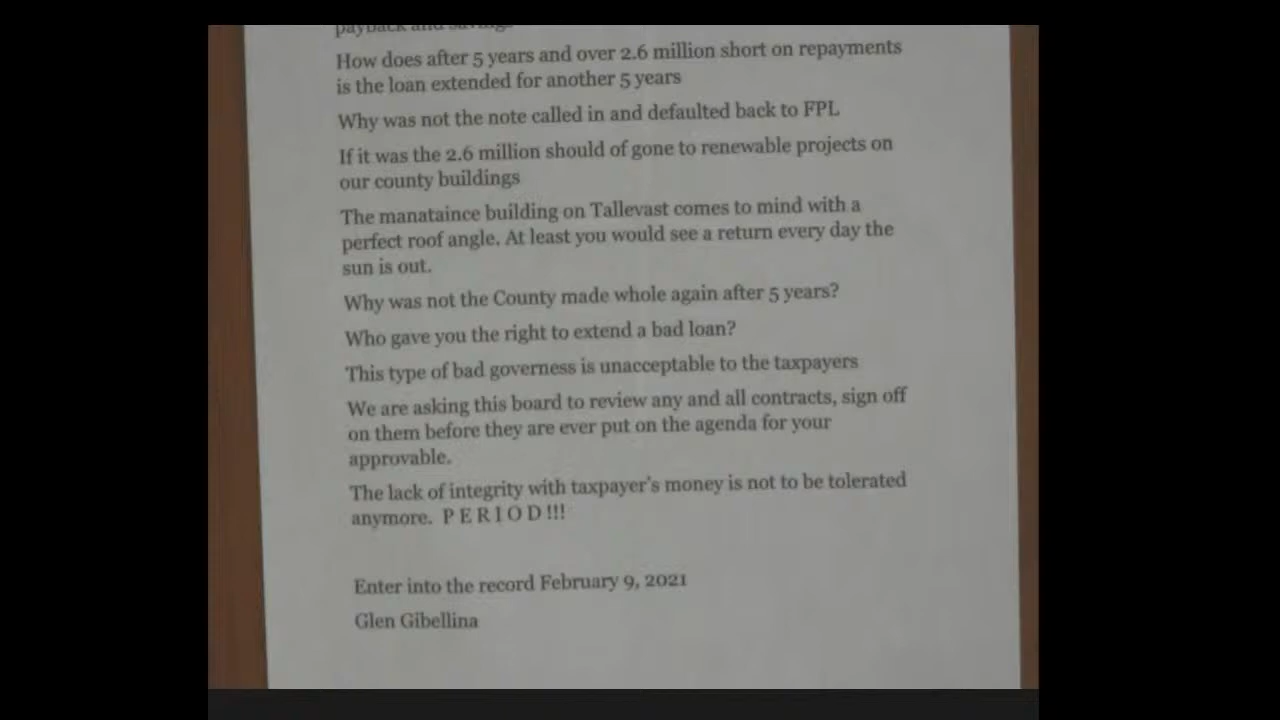 payback and savings
How does after 5 years and over 2.6 million short on repayments
is the loan extended for another 5 years
Why was not the note called in and defaulted back to FPL
If it was the 2.6 million should of gone to renewable projects on
our county buildings
The manataince building on Tallevast comes to mind with a
perfect roof angle. At least you would see a return every day the
sun is out.
Why was not the County made whole again after 5 years?
Who gave you the right to extend a bad loan?
This type of bad governess is unacceptable to the taxpayers
We are asking this board to review any and all contracts, sign off
on them before they are ever put on the agenda for your
approvable.
The lack of integrity with taxpayer's money is not to be tolerated
anymore. P E R I O D !!!
Enter into the record February 9, 2021
Glen Gibellina